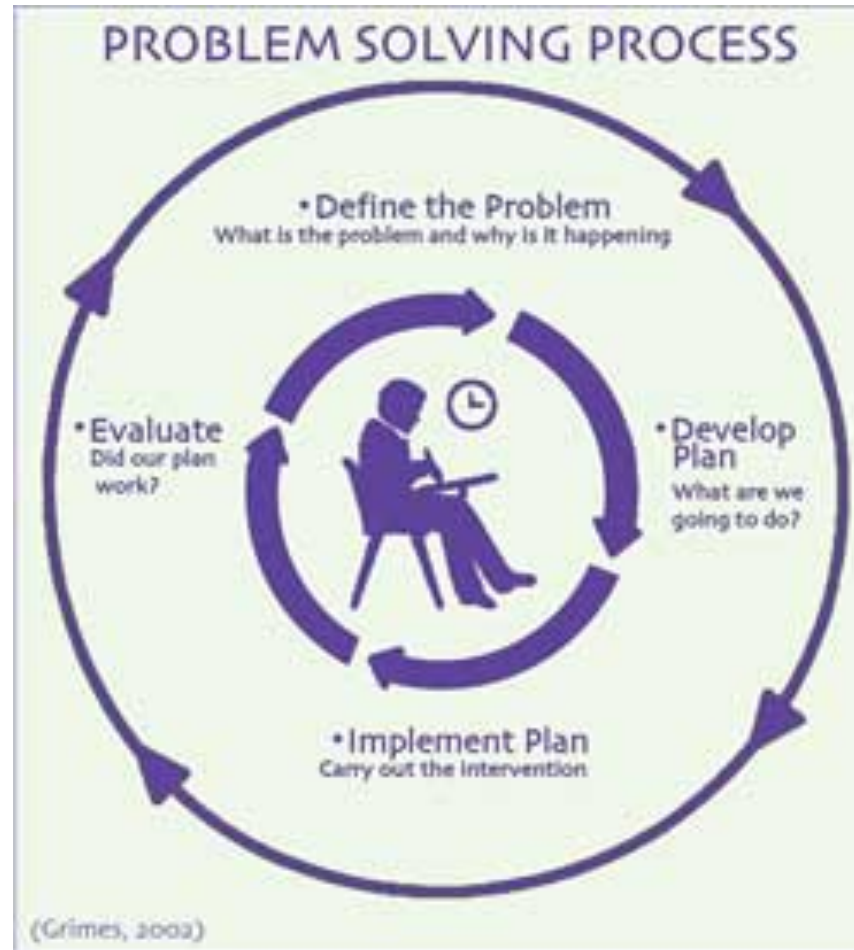 PROBLEM SOLVING PROCESS
•Define the Problem
What is the problem and why is it happening
•Evaluate
Did our plan
work?
•Develop
Plan
What are we
going to do?
•Implement Plan
Carry out the intervention
(Grimes, 2002)